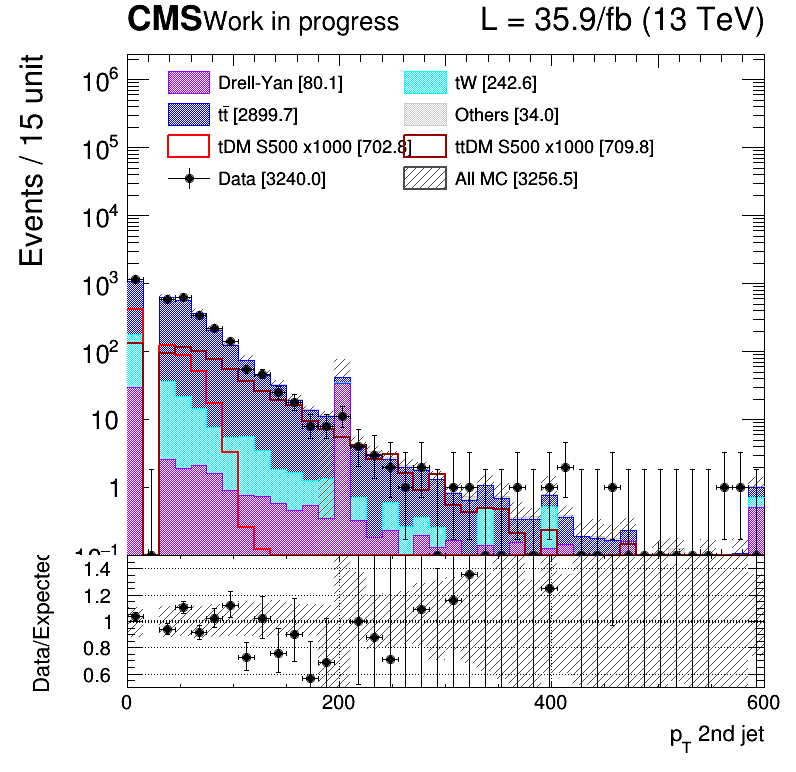 CMS Work in progress L = 35.9/fb (13 TeV)
Events / 15 unit
Drell-Yan [80.1] tW [242.6]
tt̄ [2899.7] Others [34.0]
tDM S500 x1000 [702.8] ttDM S500 x1000 [709.8]
Data [3240.0] All MC [3256.5]
10⁶
10⁵
10⁴
10³
10²
10
1
10⁻¹
Data/Expected
1.4
1.2
1
0.8
0.6
0 200 400 600
p_T 2nd jet